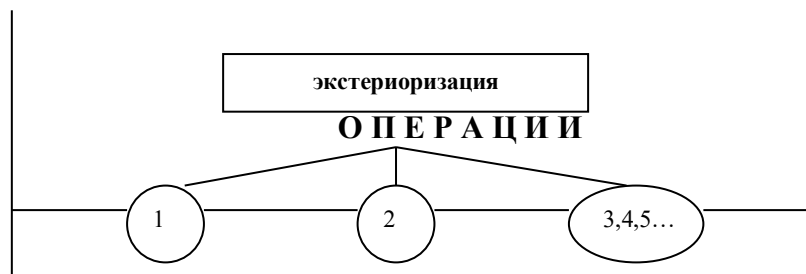 экстериоризация
О П Е Р А Ц И И
1 2 3,4,5…